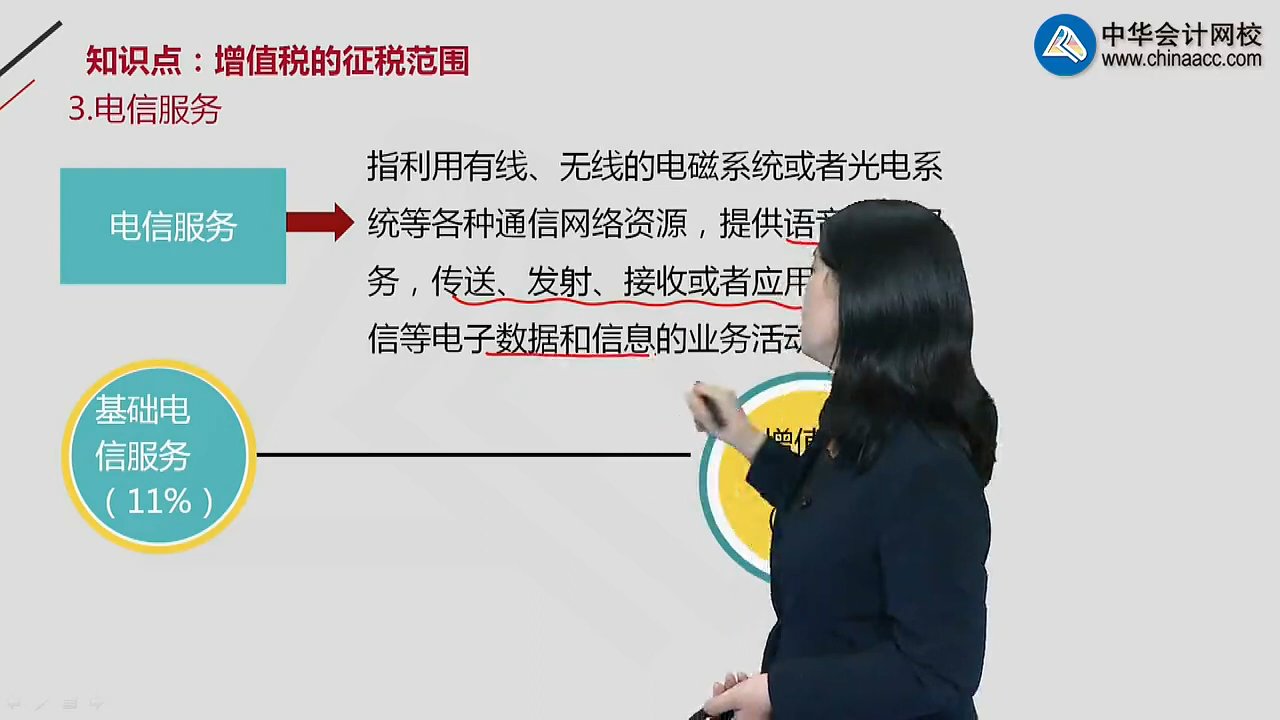 中华会计网校
www.chinaacc.com
知识点：增值税的征税范围
3.电信服务
电信服务
指利用有线、无线的电磁系统或者光电系
统等各种通信网络资源，提供语音
务，传送、发射、接收或者应用
信等电子数据和信息的业务活动
基础电
信服务
（11%）
增值